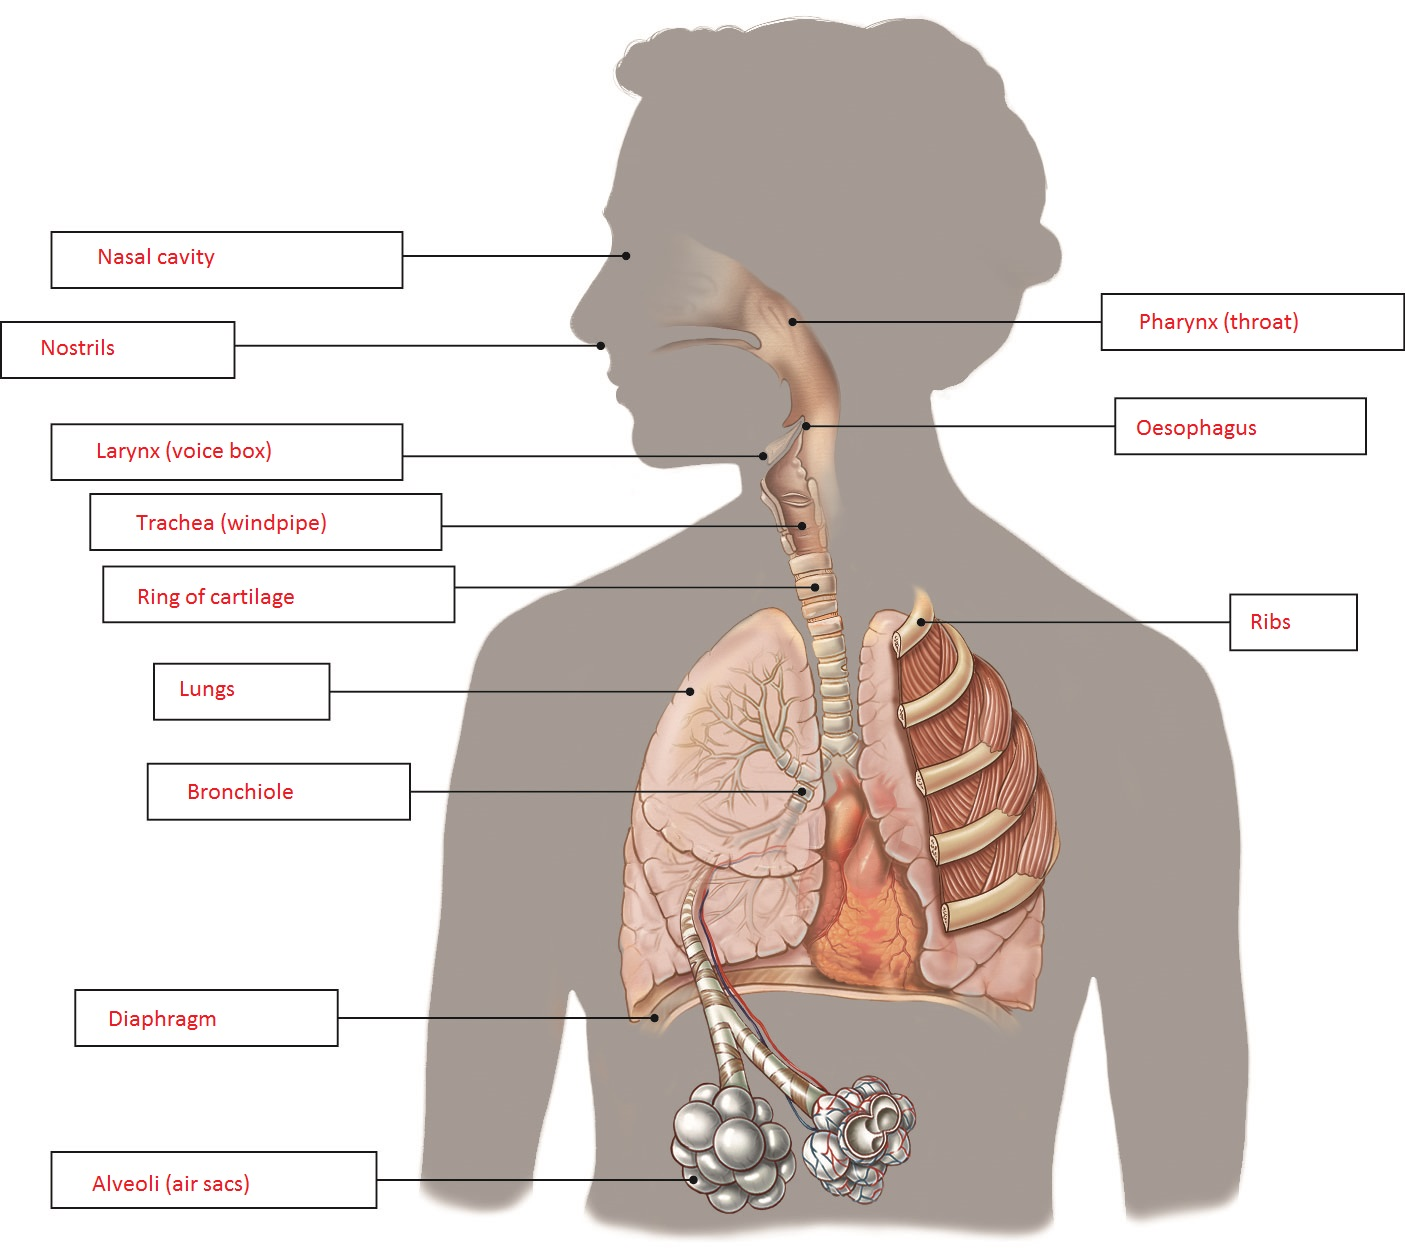 Nasal cavity
Nostrils
Pharynx (throat)
Oesophagus
Larynx (voice box)
Trachea (windpipe)
Ring of cartilage
Ribs
Lungs
Bronchiole
Diaphragm
Alveoli (air sacs)